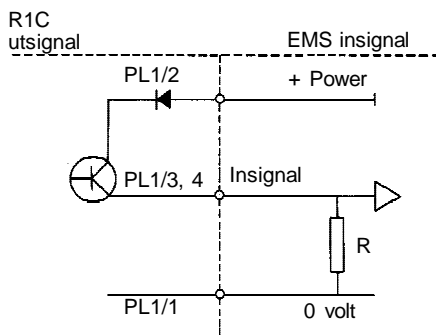 R1C
utsignal
EMS insignal
PL1/2
+ Power
PL1/3, 4
Insignal
R
PL1/1
0 volt